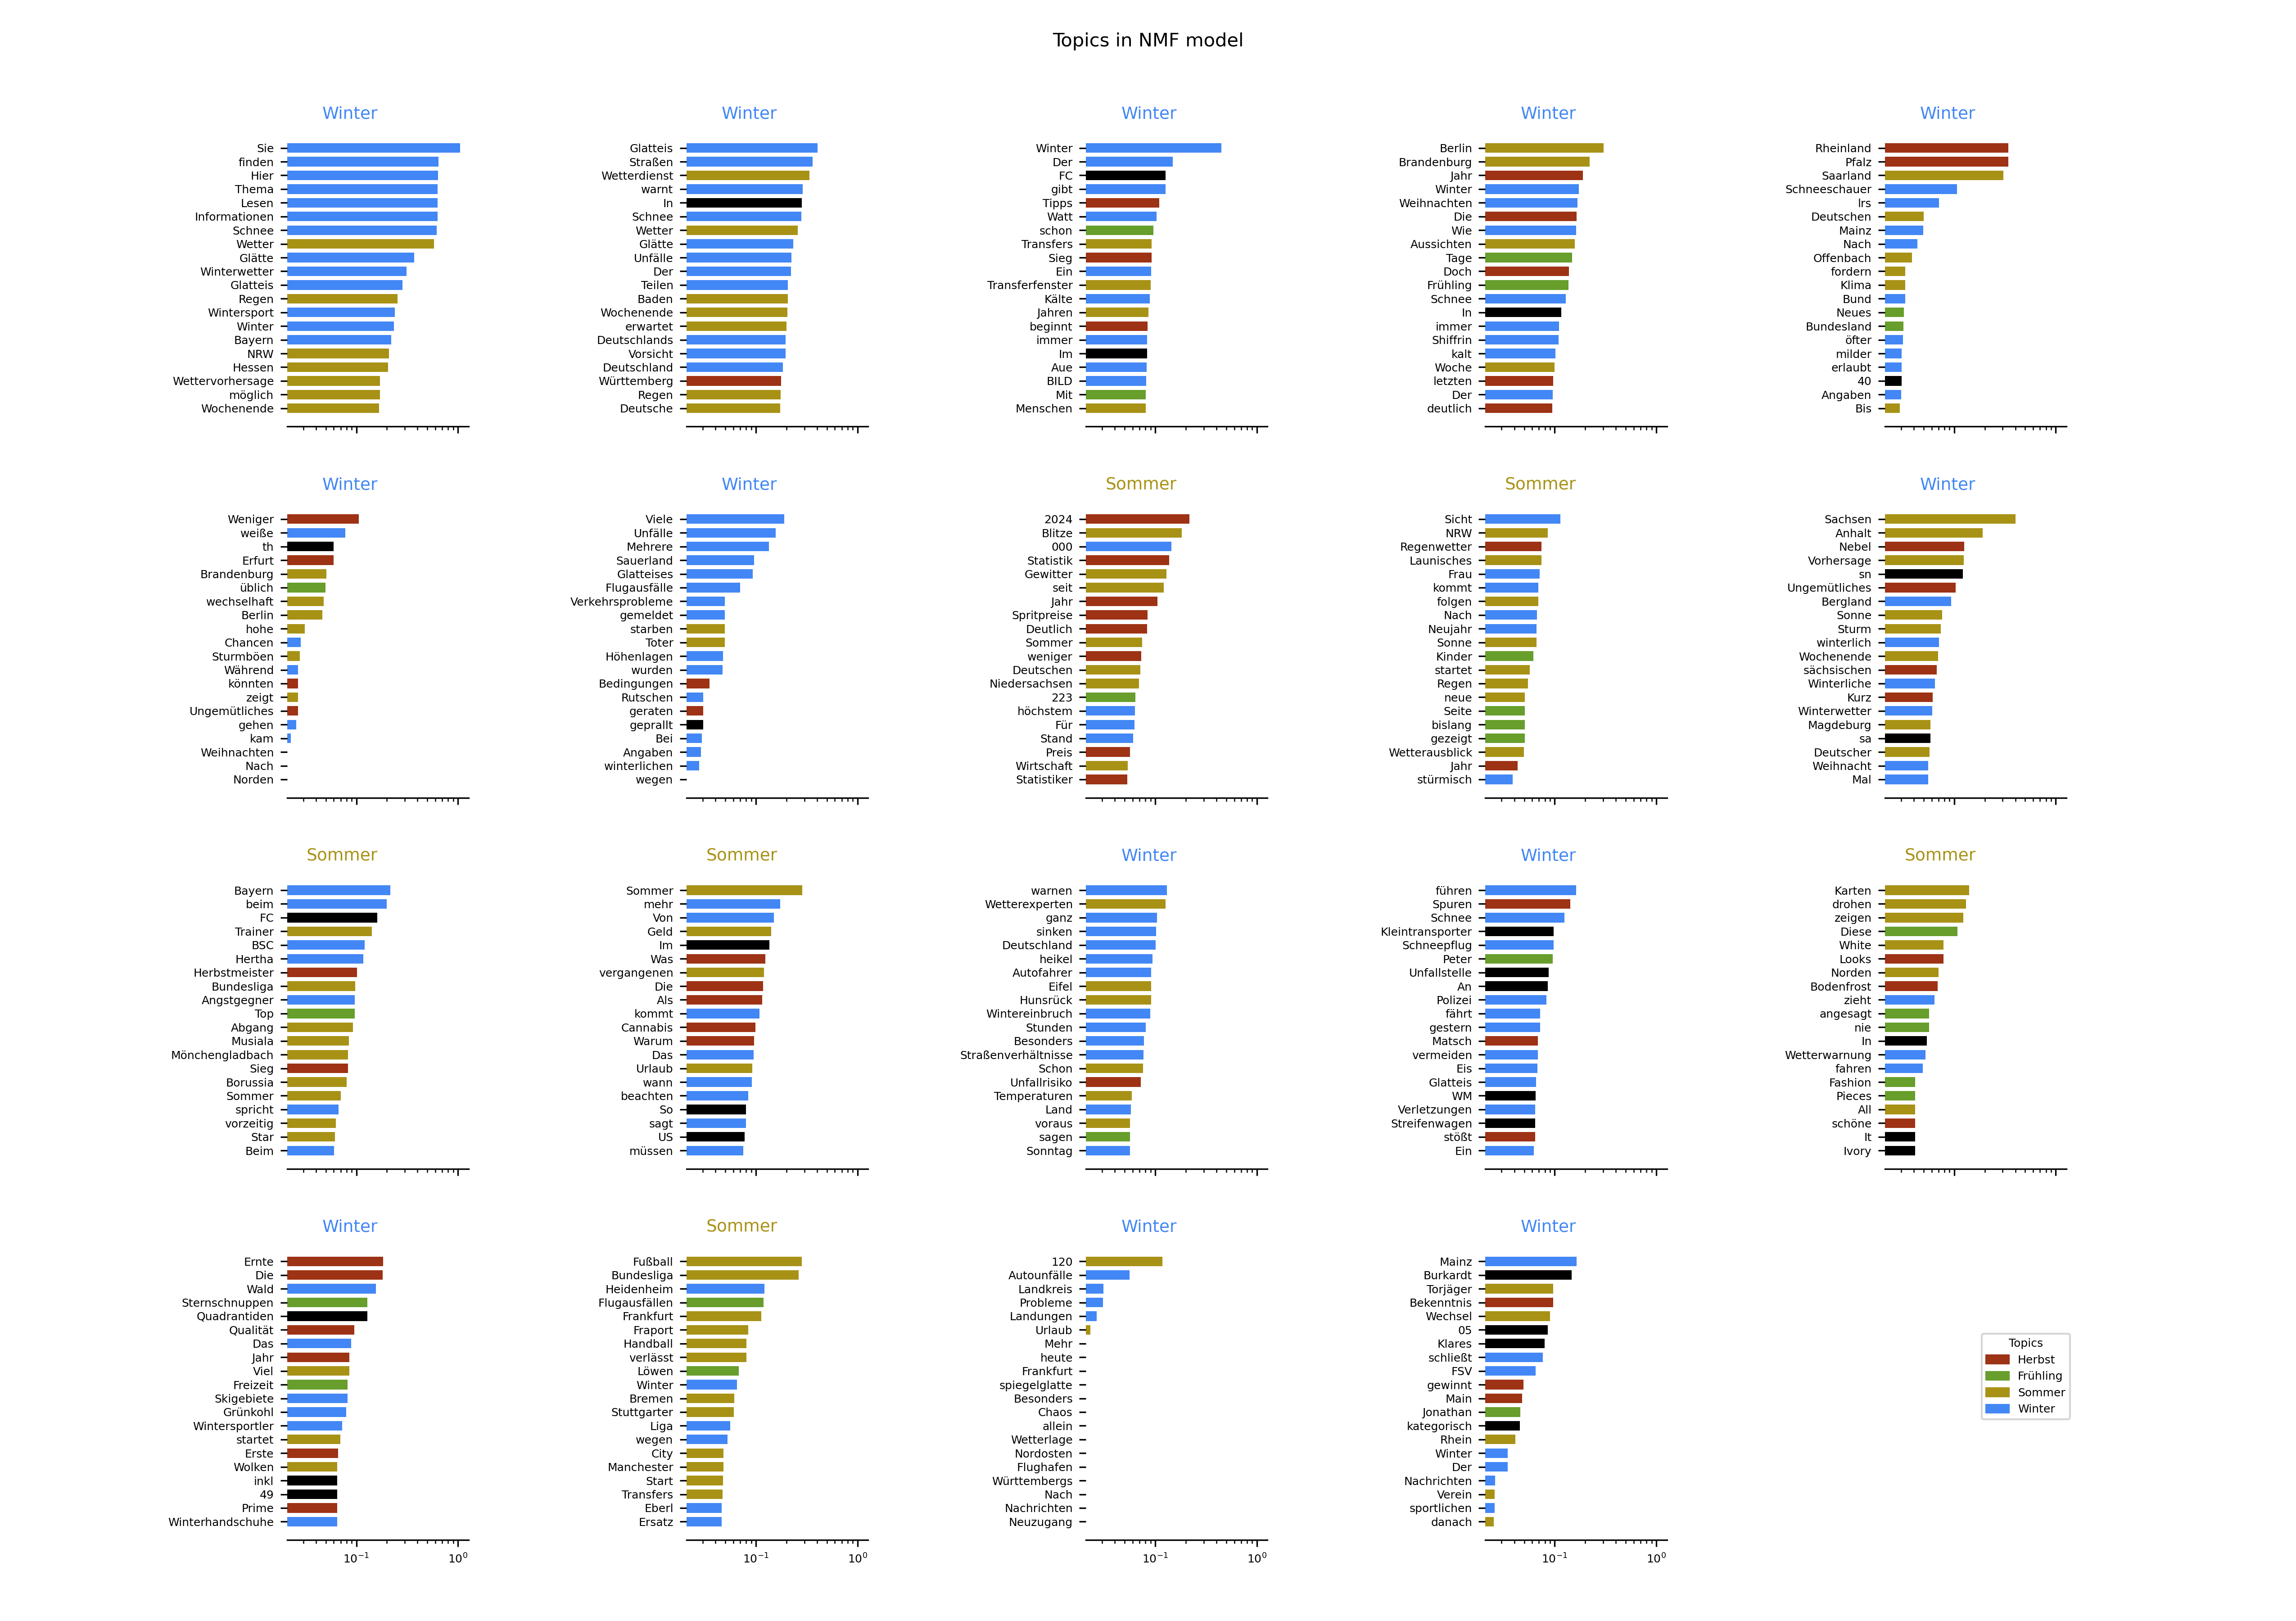 Topics in NMF model
Winter
Sie
finden
Hier
Thema
Lesen
Informationen
Schnee
Wetter
Glätte
Winterwetter
Glatteis
Regen
Wintersport
Winter
Bayern
NRW
Hessen
Wettervorhersage
möglich
Wochenende
Winter
Glatteis
Straßen
Wetterdienst
warnt
In
Schnee
Wetter
Glätte
Unfälle
Der
Teilen
Baden
Wochenende
erwartet
Deutschlands
Vorsicht
Deutschland
Württemberg
Regen
Deutsche
Winter
Winter
Der
FC
gibt
Tipps
Watt
schon
Transfers
Sieg
Ein
Transferfenster
Kälte
Jahren
beginnt
immer
Im
Aue
BILD
Mit
Menschen
Winter
Berlin
Brandenburg
Jahr
Winter
Weihnachten
Die
Wie
Aussichten
Tage
Doch
Frühling
Schnee
In
immer
Shiffrin
kalt
Woche
letzten
Der
deutlich
Winter
Rheinland
Pfalz
Saarland
Schneeschauer
lrs
Deutschen
Mainz
Nach
Offenbach
fordern
Klima
Bund
Neues
Bundesland
öfter
milder
erlaubt
40
Angaben
Bis
Winter
Weniger
weiße
th
Erfurt
Brandenburg
üblich
wechselhaft
Berlin
hohe
Chancen
Sturmböen
Während
könnten
zeigt
Ungemütliches
gehen
kam
Weihnachten
Nach
Norden
Winter
Viele
Unfälle
Mehrere
Sauerland
Glatteises
Flugausfälle
Verkehrsprobleme
gemeldet
starben
Toter
Höhenlagen
wurden
Bedingungen
Rutschen
geraten
geprallt
Bei
Angaben
winterlichen
wegen
Sommer
2024
Blitze
000
Statistik
Gewitter
seit
Jahr
Spritpreise
Deutlich
Sommer
weniger
Deutschen
Niedersachsen
223
höchstem
Für
Stand
Preis
Wirtschaft
Statistiker
Sommer
Sicht
NRW
Regenwetter
Launisches
Frau
kommt
folgen
Nach
Neujahr
Sonne
Kinder
startet
Regen
neue
Seite
bislang
gezeigt
Wetterausblick
Jahr
stürmisch
Winter
Sachsen
Anhalt
Nebel
Vorhersage
sn
Ungemütliches
Bergland
Sonne
Sturm
winterlich
Wochenende
sächsischen
Winterliche
Kurz
Winterwetter
Magdeburg
sa
Deutscher
Weihnacht
Mal
Sommer
Bayern
beim
FC
Trainer
BSC
Hertha
Herbstmeister
Bundesliga
Angstgegner
Top
Abgang
Musiala
Mönchengladbach
Sieg
Borussia
Sommer
spricht
vorzeitig
Star
Beim
Sommer
Sommer
mehr
Von
Geld
Im
Was
vergangenen
Die
Als
kommt
Cannabis
Warum
Das
Urlaub
wann
beachten
So
sagt
US
müssen
Winter
warnen
Wetterexperten
ganz
sinken
Deutschland
heikel
Autofahrer
Eifel
Hunsrück
Wintereinbruch
Stunden
Besonders
Straßenverhältnisse
Schon
Unfallrisiko
Temperaturen
Land
voraus
sagen
Sonntag
Winter
führen
Spuren
Schnee
Kleintransporter
Schneepflug
Peter
Unfallstelle
An
Polizei
fährt
gestern
Matsch
vermeiden
Eis
Glatteis
WM
Verletzungen
Streifenwagen
stößt
Ein
Sommer
Karten
drohen
zeigen
Diese
White
Looks
Norden
Bodenfrost
zieht
angesagt
nie
In
Wetterwarnung
fahren
Fashion
Pieces
All
schöne
It
Ivory
Winter
Ernte
Die
Wald
Sternschnuppen
Quadrantiden
Qualität
Das
Jahr
Viel
Freizeit
Skigebiete
Grünkohl
Wintersportler
startet
Erste
Wolken
inkl
49
Prime
Winterhandschuhe
10⁻¹ 10⁰
Sommer
Fußball
Bundesliga
Heidenheim
Flugausfällen
Frankfurt
Fraport
Handball
verlässt
Löwen
Winter
Bremen
Stuttgarter
Liga
wegen
City
Manchester
Start
Transfers
Eberl
Ersatz
10⁻¹ 10⁰
Winter
120
Autounfälle
Landkreis
Probleme
Landungen
Urlaub
Mehr
heute
Frankfurt
spiegelglatte
Besonders
Chaos
allein
Wetterlage
Nordosten
Flughafen
Württembergs
Nach
Nachrichten
Neuzugang
10⁻¹ 10⁰
Winter
Mainz
Burkardt
Torjäger
Bekenntnis
Wechsel
05
Klares
schließt
FSV
gewinnt
Main
Jonathan
kategorisch
Rhein
Winter
Der
Nachrichten
Verein
sportlichen
danach
10⁻¹ 10⁰
Topics
Herbst
Frühling
Sommer
Winter